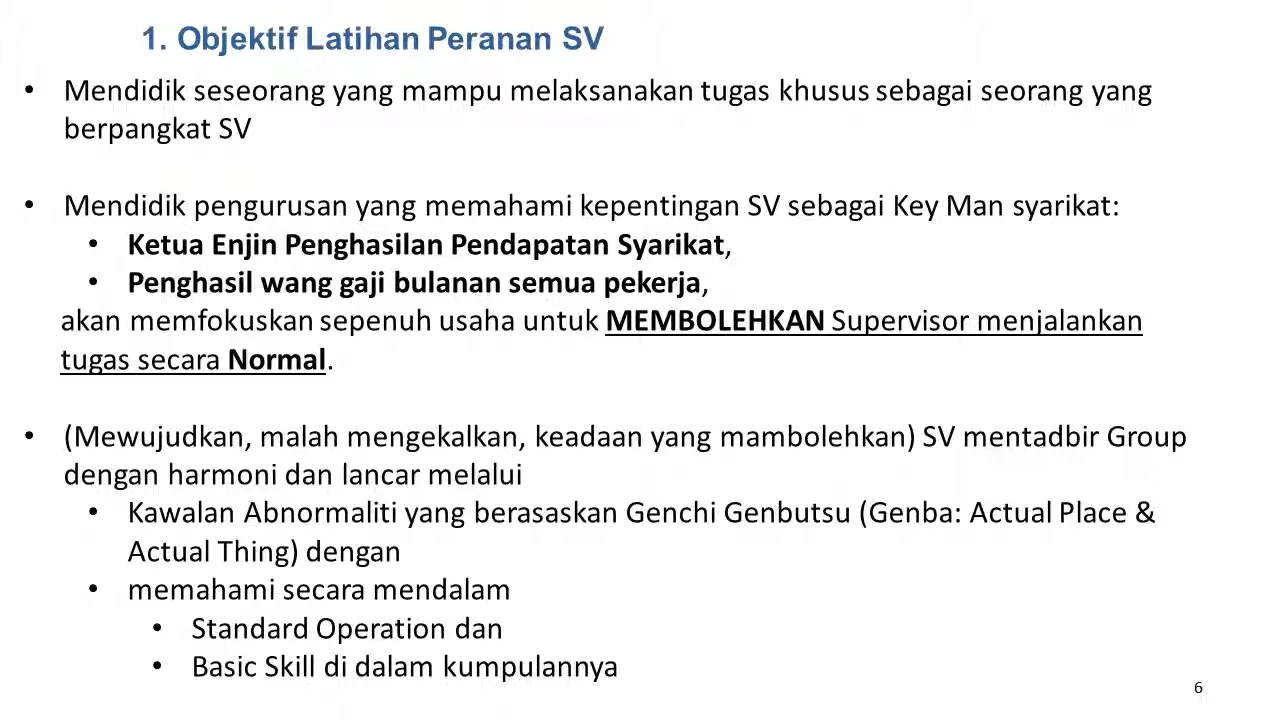 1. Objektif Latihan Peranan SV
• Mendidik seseorang yang mampu melaksanakan tugas khusus sebagai seorang yang
berpangkat SV
• Mendidik pengurusan yang memahami kepentingan SV sebagai Key Man syarikat:
• Ketua Enjin Penghasilan Pendapatan Syarikat,
• Penghasil wang gaji bulanan semua pekerja,
akan memfokuskan sepenuh usaha untuk MEMBOLEHKAN Supervisor menjalankan
tugas secara Normal.
• (Mewujudkan, malah mengekalkan, keadaan yang mambolehkan) SV mentadbir Group
dengan harmoni dan lancar melalui
• Kawalan Abnormaliti yang berasaskan Genchi Genbutsu (Genba: Actual Place &
Actual Thing) dengan
• memahami secara mendalam
• Standard Operation dan
• Basic Skill di dalam kumpulannya
6